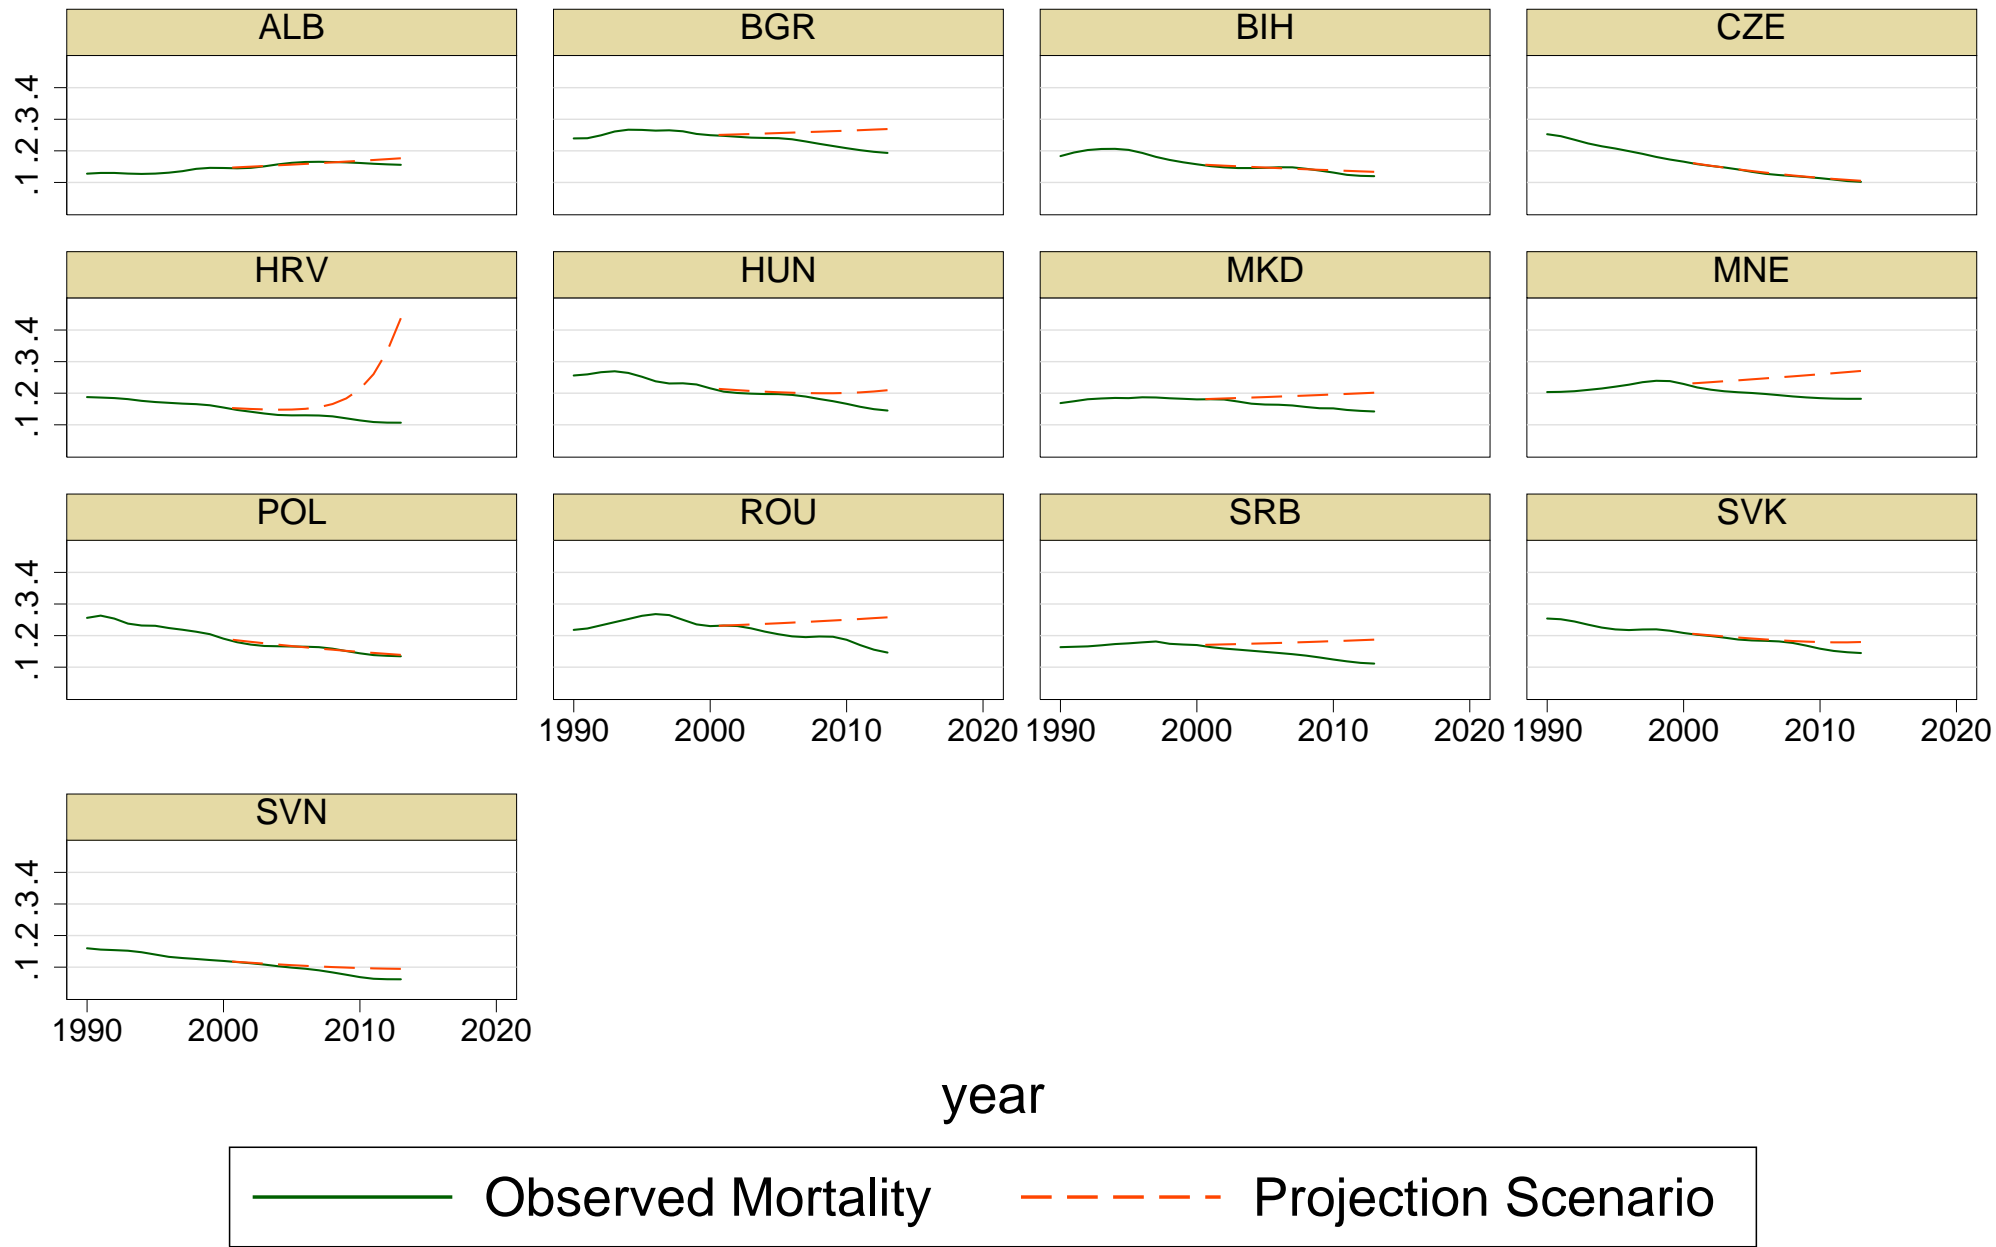 ALB BGR BIH CZE
.1 .2 .3 .4
HRV HUN MKD MNE
.1 .2 .3 .4
POL ROU SRB SVK
.1 .2 .3 .4
1990 2000 2010 2020 1990 2000 2010 2020 1990 2000 2010 2020
SVN
.1 .2 .3 .4
1990 2000 2010 2020
year
Observed Mortality Projection Scenario